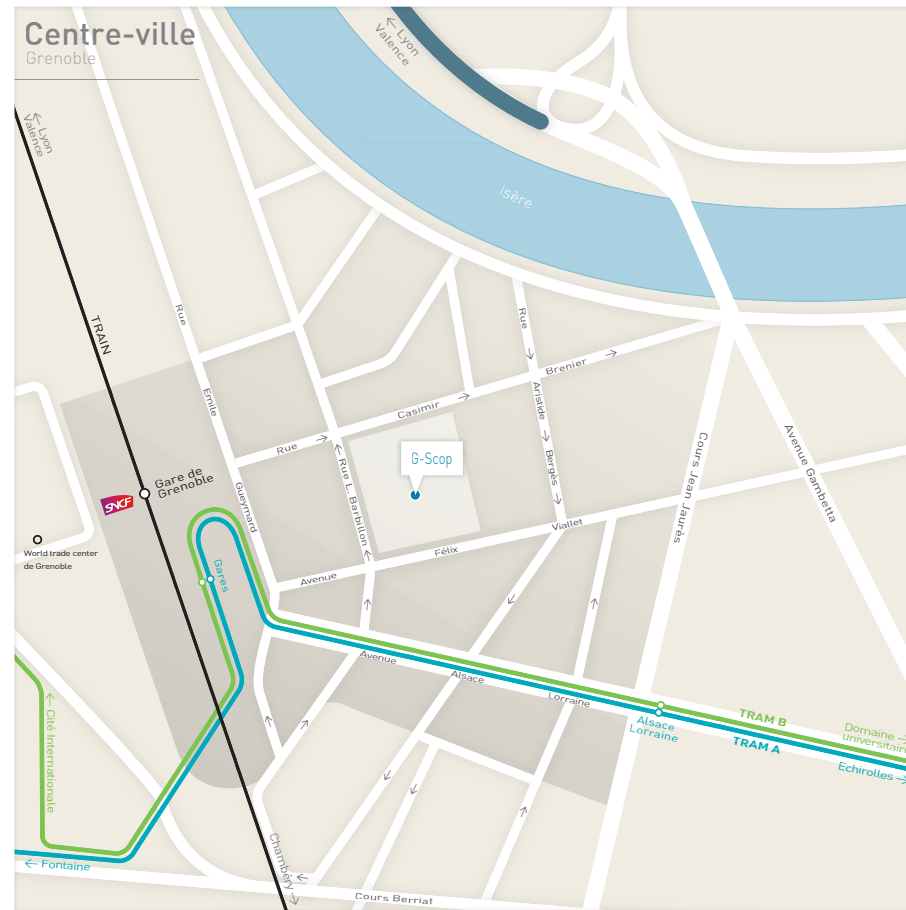 Centre-ville
Grenoble
← Lyon
Valence
← Lyon
Valence
Isère
TRAIN
Rue
Emile
Gueymard
Rue
Casimir
Brenier
Rue
Aristide
Bergès
G-Scop
Rue L. Barbillon
Gare de
Grenoble
SNCF
World trade center
de Grenoble
Gares
Avenue
Félix
Viallet
Cours Jean Jaurès
Avenue Gambetta
Avenue
Alsace
Lorraine
Alsace
Lorraine
TRAM B
TRAM A
Domaine →
universitaire
Echirolles →
← Cité Internationale
← Fontaine
Chambéry
Cours Berriat